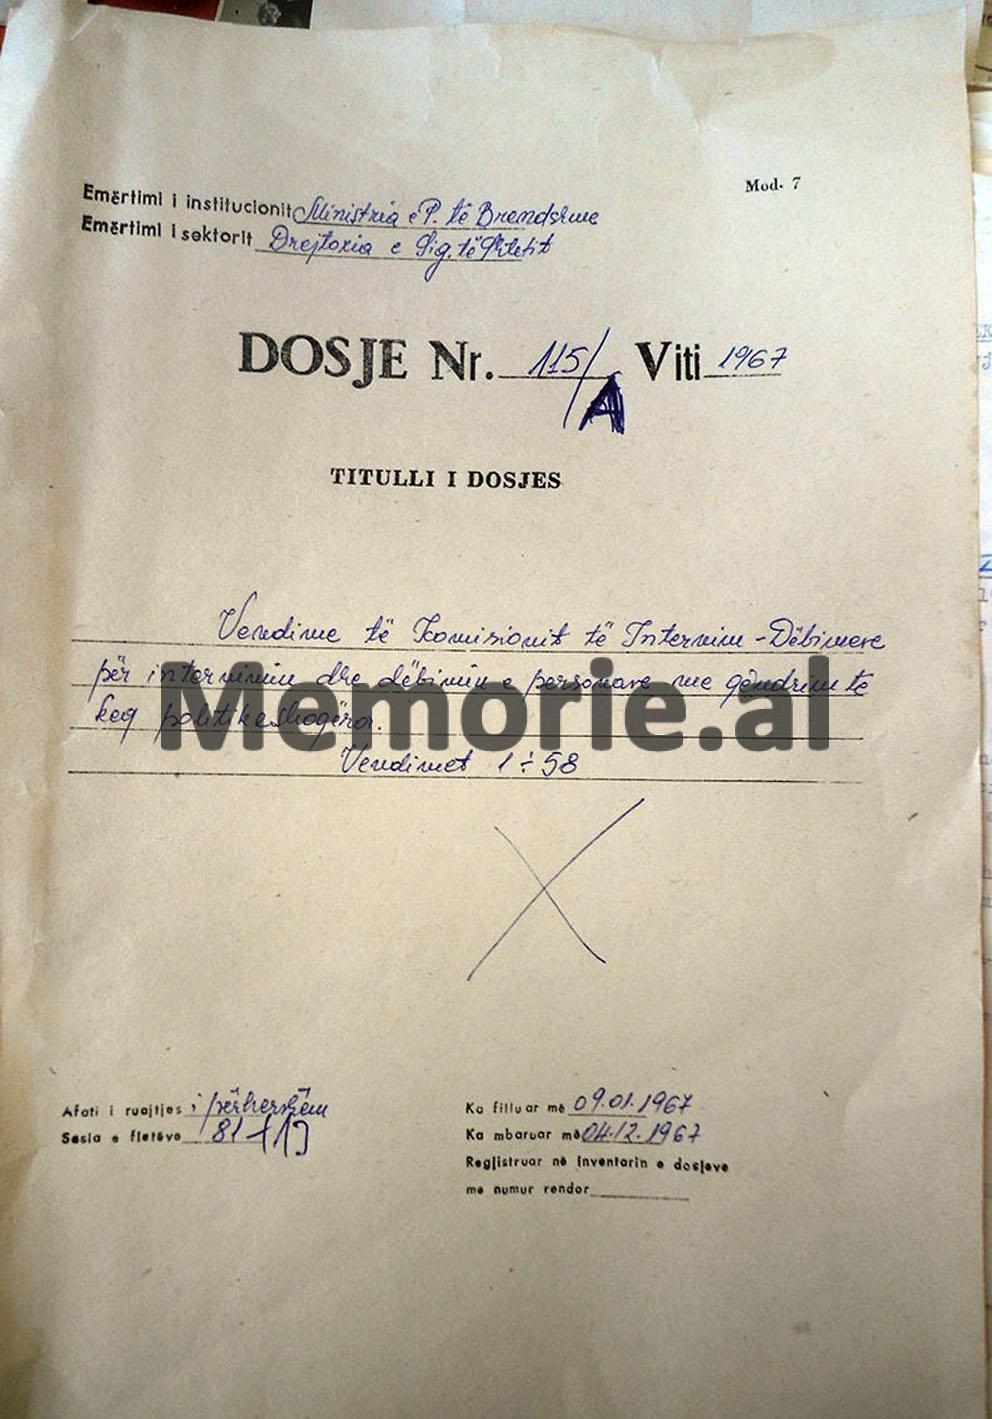 Mod. 7
Emërtimi i institucionit Ministria e P. të Brendshme
Emërtimi i sektorit Drejtoria e Sig. të Shtetit
DOSJE Nr. 115/A Viti 1967
TITULLI I DOSJES
Vendime të Komisionit të Internim-Dëbimeve
për internimin dhe dëbimin e personave me qëndrim të
keq politikeshogëror.
Vendimet 1÷58
Memorie.al
Afati i ruajtjes i përhershëm
Sasia e fletëve 81+1
Ka filluar më 09.01.1967
Ka mbaruar më 04.12.1967
Regjistruar në inventarin e dosjeve
me numur rendor